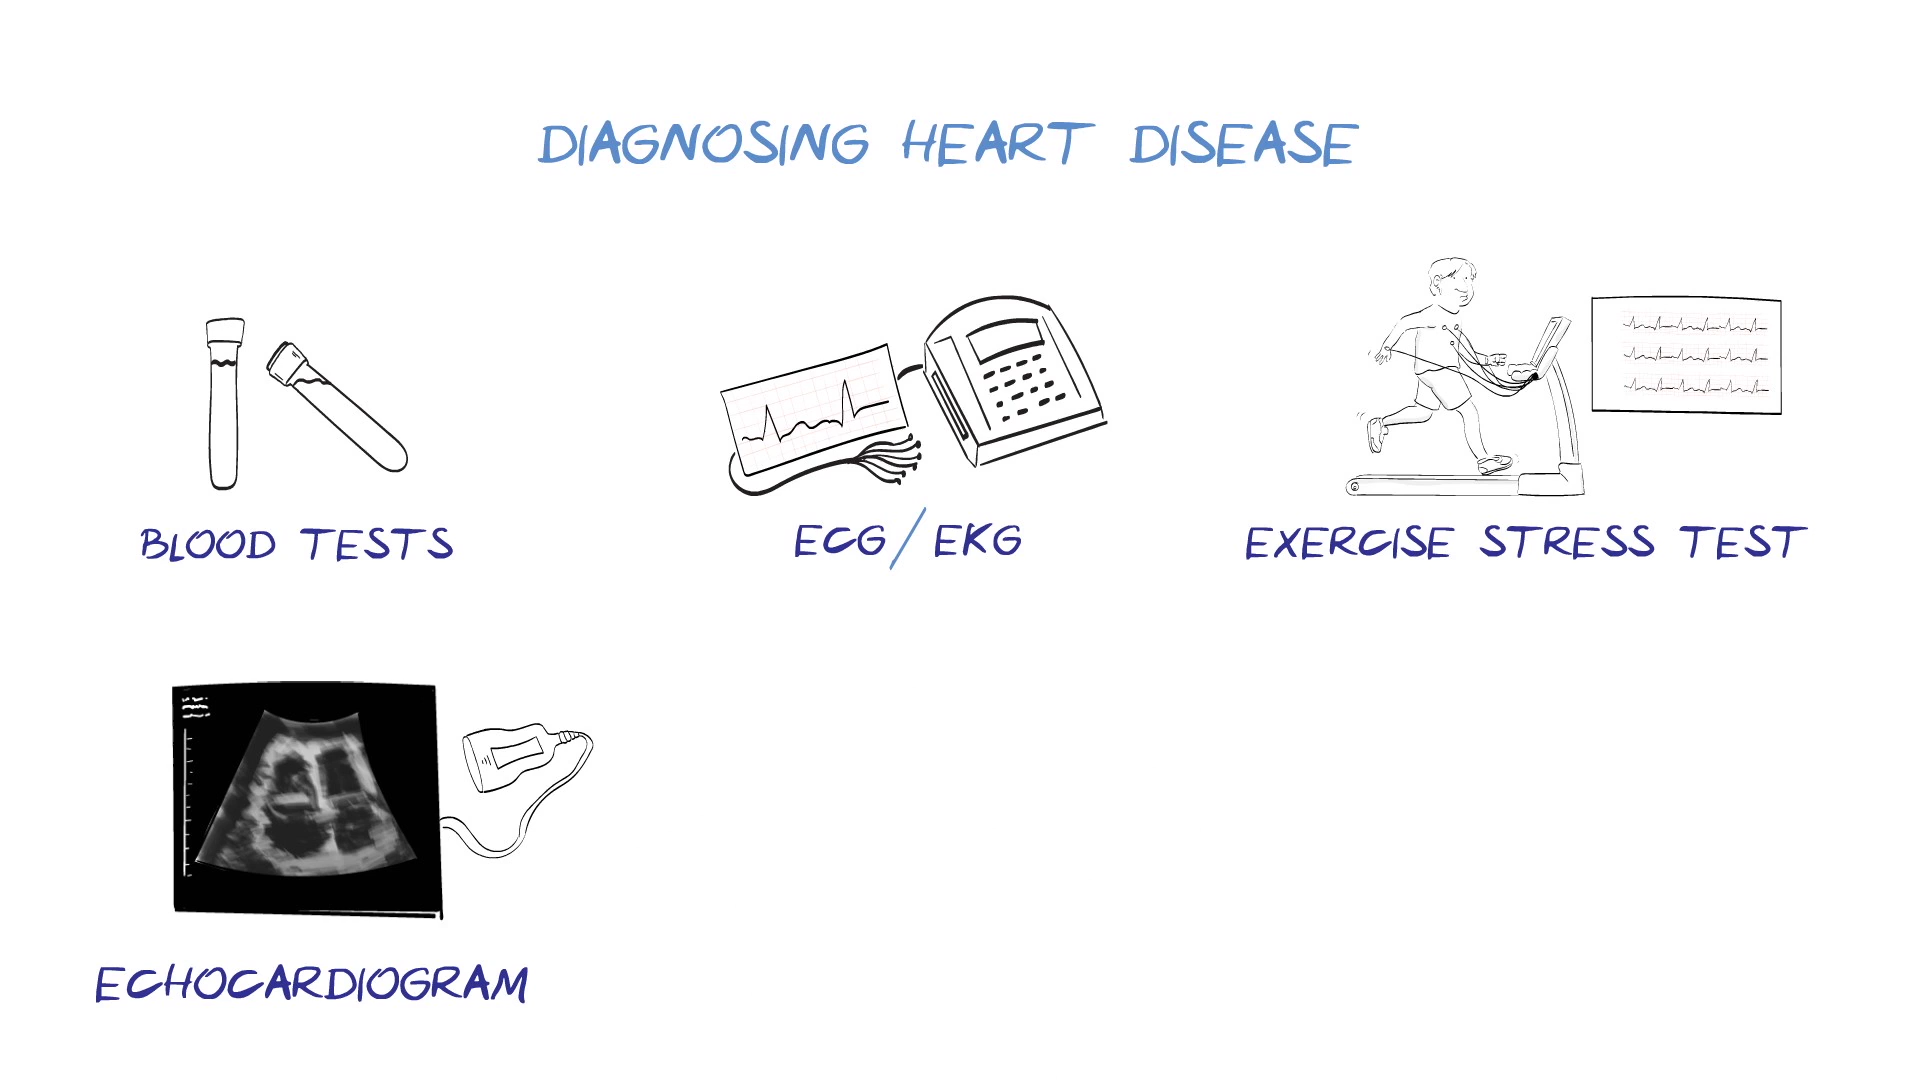 DIAGNOSING HEART DISEASE
BLOOD TESTS
ECG/EKG
EXERCISE STRESS TEST
ECHOCARDIOGRAM